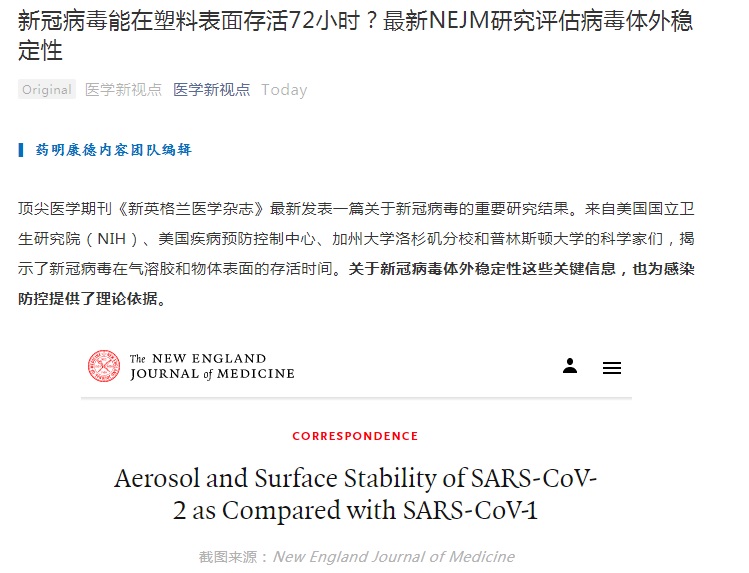 新冠病毒能在塑料表面存活72小时？最新NEJM研究评估病毒体外稳
定性
Original 医学新视点 医学新视点 Today
药明康德内容团队编辑
顶尖医学期刊《新英格兰医学杂志》最新发表一篇关于新冠病毒的重要研究结果。来自美国国立卫
生研究院（NIH）、美国疾病预防控制中心、加州大学洛杉矶分校和普林斯顿大学的科学家们，揭
示了新冠病毒在气溶胶和物体表面的存活时间。关于新冠病毒体外稳定性这些关键信息，也为感染
防控提供了理论依据。
The NEW ENGLAND
JOURNAL of MEDICINE
CORRESPONDENCE
Aerosol and Surface Stability of SARS-CoV-
2 as Compared with SARS-CoV-1
截图来源：New England Journal of Medicine